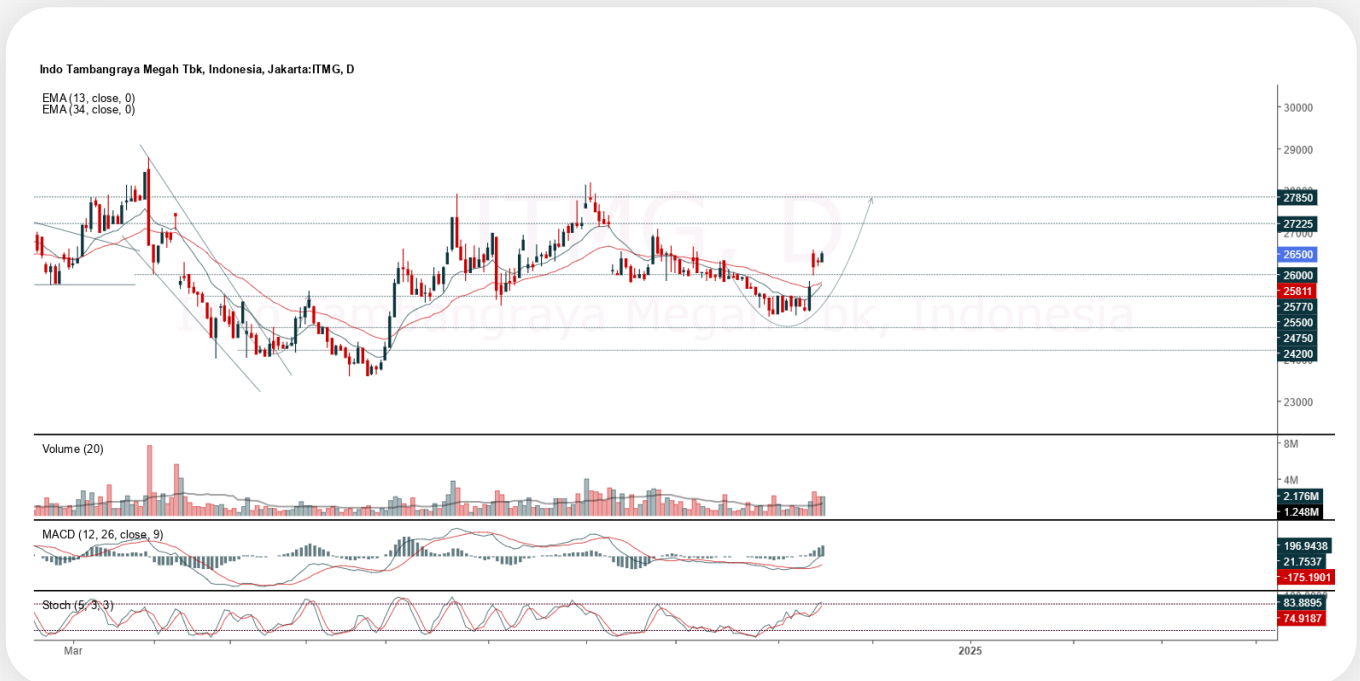 Indo Tambangraya Megah Tbk, Indonesia, Jakarta:ITMG, D
EMA (13, close, 0)
EMA (34, close, 0)
ITMG, D
Indo Tambangraya Megah Tbk, Indonesia
30000
29000
27850
27225
27000
26500
26000
25811
25770
25500
24750
24200
23000
Volume (20)
8M
4M
2.176M
1.248M
MACD (12, 26, close, 9)
196.9438
21.7537
-175.1901
Stoch (5, 3, 3)
83.8895
74.9187
Mar
2025